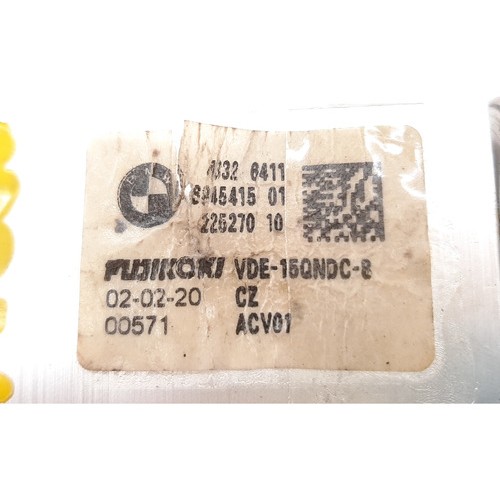 6411
01
225270 10
FUJIKOKI VDE-15QNDC-8
02-02-20 CZ
00571 ACV01